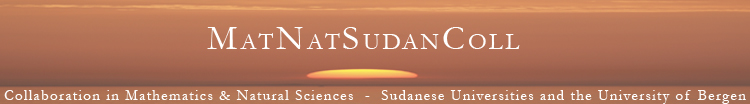 MatNatSudanColl
Collaboration in Mathematics & Natural Sciences - Sudanese Universities and the University of Bergen